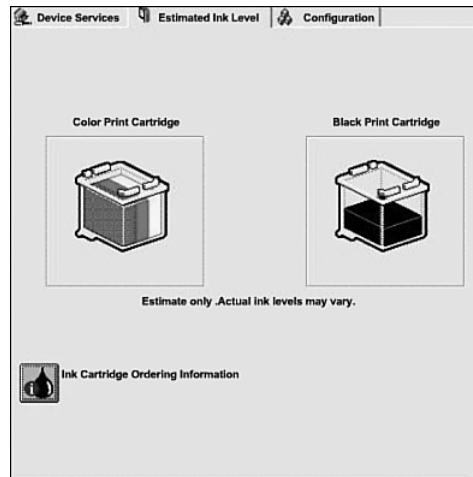 Device Services Estimated Ink Level Configuration
Color Print Cartridge Black Print Cartridge
Estimate only .Actual ink levels may vary.
Ink Cartridge Ordering Information